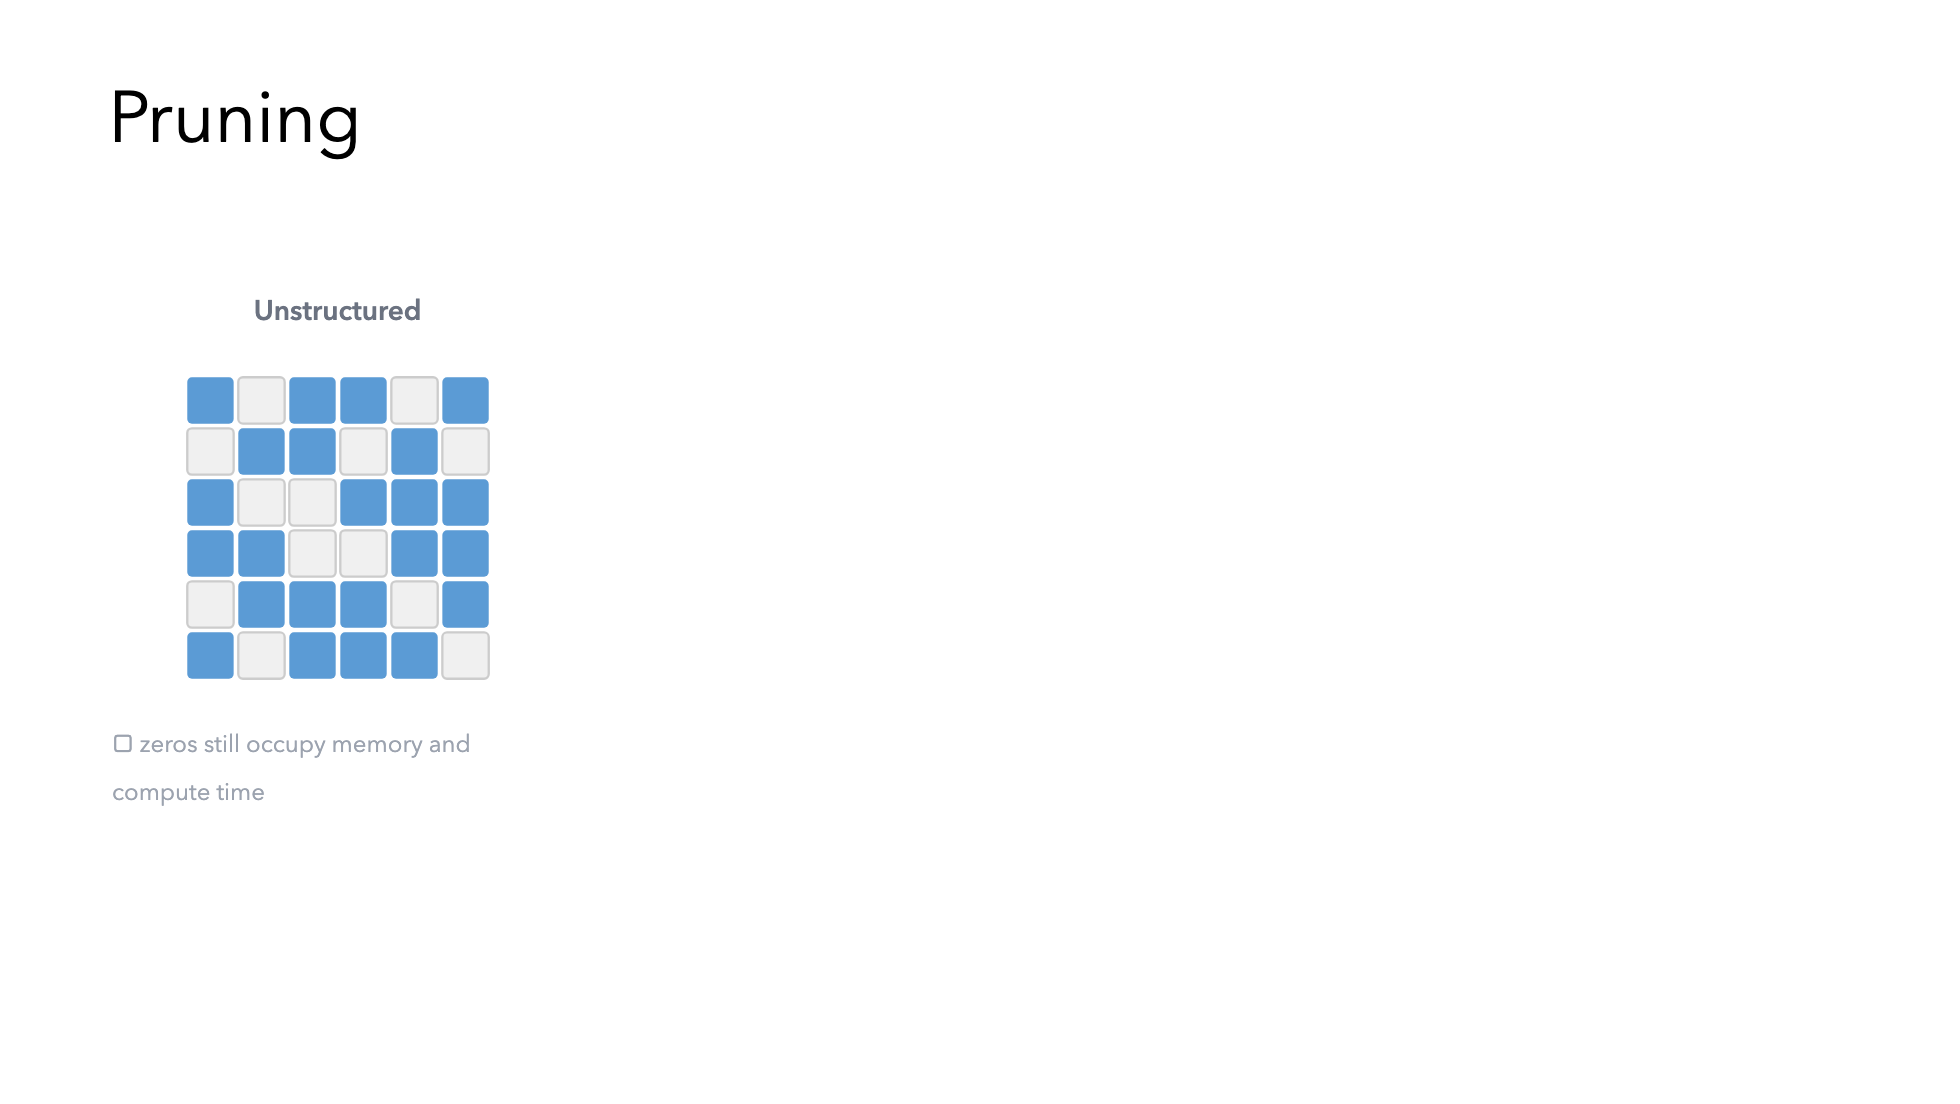 Pruning
Unstructured
☐ zeros still occupy memory and
compute time